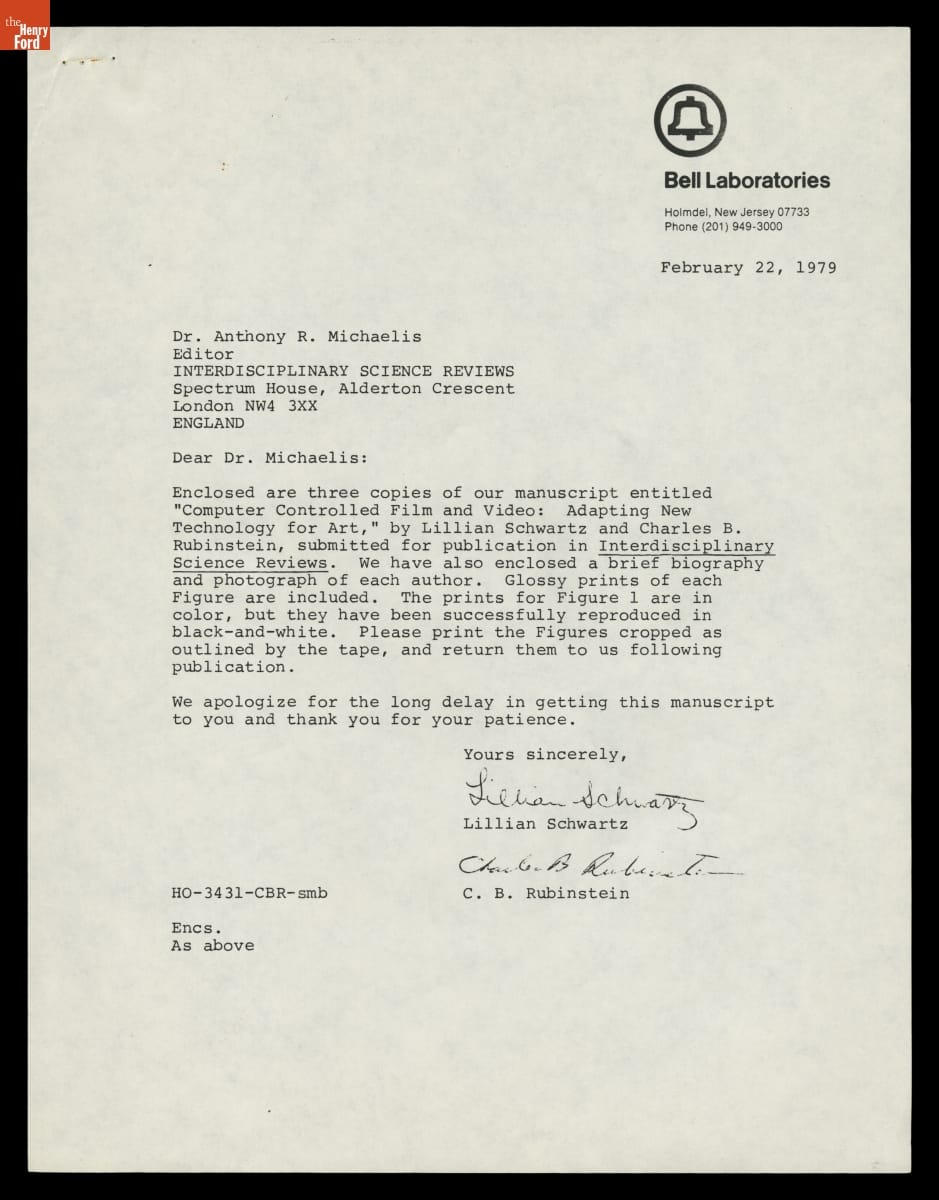 the
Henry
Ford
Bell Laboratories
Holmdel, New Jersey 07733
Phone (201) 949-3000
February 22, 1979
Dr. Anthony R. Michaelis
Editor
INTERDISCIPLINARY SCIENCE REVIEWS
Spectrum House, Alderton Crescent
London NW4 3XX
ENGLAND
Dear Dr. Michaelis:
Enclosed are three copies of our manuscript entitled
"Computer Controlled Film and Video: Adapting New
Technology for Art," by Lillian Schwartz and Charles B.
Rubinstein, submitted for publication in Interdisciplinary
Science Reviews. We have also enclosed a brief biography
and photograph of each author. Glossy prints of each
Figure are included. The prints for Figure 1 are in
color, but they have been successfully reproduced in
black-and-white. Please print the Figures cropped as
outlined by the tape, and return them to us following
publication.
We apologize for the long delay in getting this manuscript
to you and thank you for your patience.
Yours sincerely,
Lillian Schwartz
Lillian Schwartz
Charles B Rubinstein
HO-3431-CBR-smb
C. B. Rubinstein
Encs.
As above